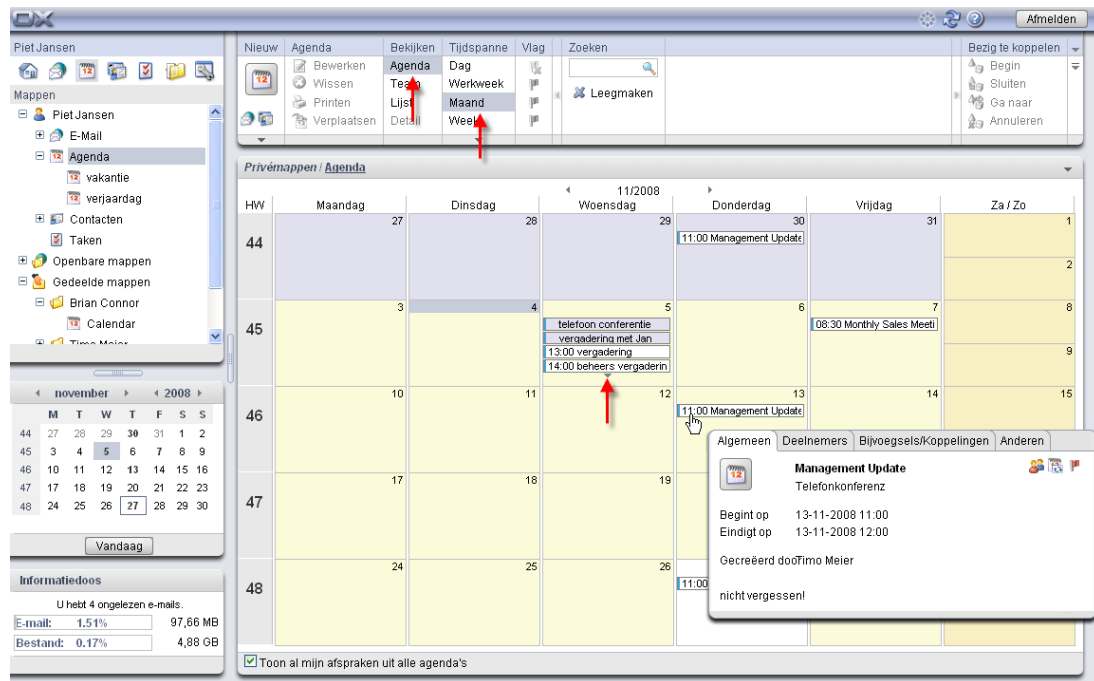 OX
Afmelden
Piet Jansen
Mappen
Piet Jansen
E-Mail
Agenda
vakantie
verjaardag
Contacten
Taken
Openbare mappen
Gedeelde mappen
Brian Connor
Calendar
Timo Meier
november 2008
M T W T F S S
44 27 28 29 30 31 1 2
45 3 4 5 6 7 8 9
46 10 11 12 13 14 15 16
47 17 18 19 20 21 22 23
48 24 25 26 27 28 29 30
Vandaag
Informatiedoos
U hebt 4 ongelezen e-mails.
E-mail: 1.51% 97,66 MB
Bestand: 0.17% 4,88 GB
Nieuw Agenda Bekijken Tijdspanne Vlag Zoeken Bezig te koppelen
Bewerken Agenda Dag Begin
Wissen Team Werkweek Leegmaken Sluiten
Printen Lijst Maand Ga naar
Verplaatsen Detail Week Annuleren
Privémappen / Agenda
11/2008
HW Maandag Dinsdag Woensdag Donderdag Vrijdag Za / Zo
44 27 28 29 30 31 1
11:00 Management Update
2
45 3 4 5 6 7 8
telefoon conferentie
08:30 Monthly Sales Meeti
vergadering met Jan
13:00 vergadering
14:00 beheers vergaderin
9
46 10 11 12 13 14 15
11:00 Management Update
47 17 18 19
48 24 25 26
11:00
Algemeen Deelnemers Bijvoegsels/Koppelingen Anderen
12
Management Update
Telefonkonferenz
Begint op 13-11-2008 11:00
Eindigt op 13-11-2008 12:00
Gecreëerd doo Timo Meier
nicht vergessen!
Toon al mijn afspraken uit alle agenda's